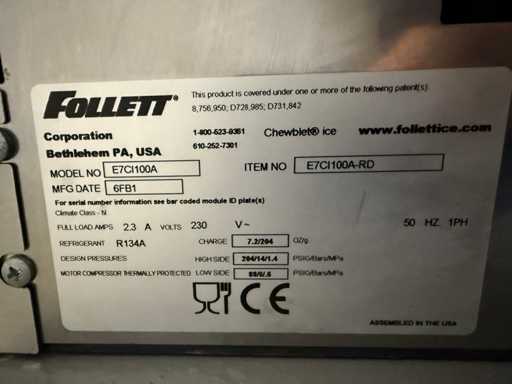 FOLLETT®
This product is covered under one or more of the following patent(s):
8,756,950; D728,985; D731,842
Corporation
1-800-523-9361 Chewblet® ice www.follettice.com
Bethlehem PA, USA
610-252-7301
MODEL NO E7CI100A ITEM NO E7CI100A-RD
MFG DATE 6FB1
For serial number information see bar coded module ID plate(s)
Climate Class - N
FULL LOAD AMPS 2.3 A VOLTS 230 V~ 50 HZ. 1PH
REFRIGERANT R134A CHARGE 7.2/204 OZ/g
DESIGN PRESSURES HIGH SIDE 204/14/1.4 PSIG/Bars/MPa
MOTOR COMPRESSOR THERMALLY PROTECTED LOW SIDE PSIG/Bars/MPa
CE
ASSEMBLED IN THE USA